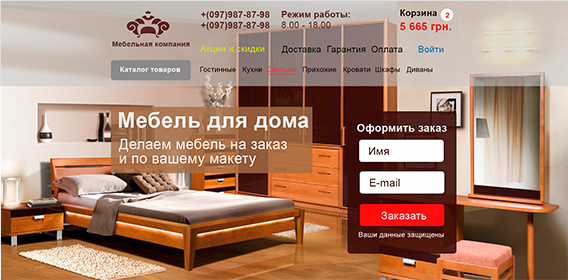 Мебельная компания
+(097)987-87-98
+(097)987-87-98
Режим работы:
8.00 - 18.00
Корзина 2
5 665 грн.
Акции и скидки Доставка Гарантия Оплата Войти
Каталог товаров
Гостинные Кухни Спальни Прихожие Кровати Шкафы Диваны
Мебель для дома
Делаем мебель на заказ
и по вашему макету
Оформить заказ
Имя
E-mail
Заказать
Ваши данные защищены